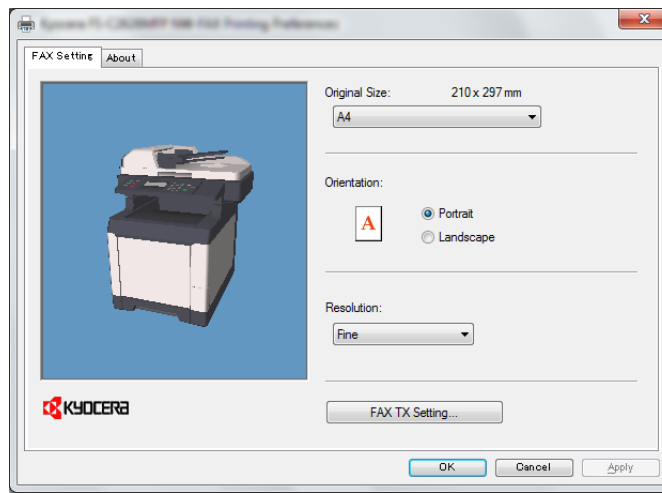 FAX Setting
About
Original Size: 210 x 297 mm
A4
Orientation:
A
Portrait
Landscape
Resolution:
Fine
KYOCERA
FAX TX Setting...
OK Cancel Apply